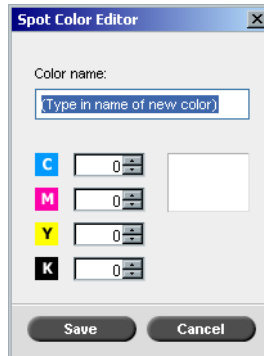 Spot Color Editor
Color name:
(Type in name of new color)
C 0
M 0
Y 0
K 0
Save Cancel